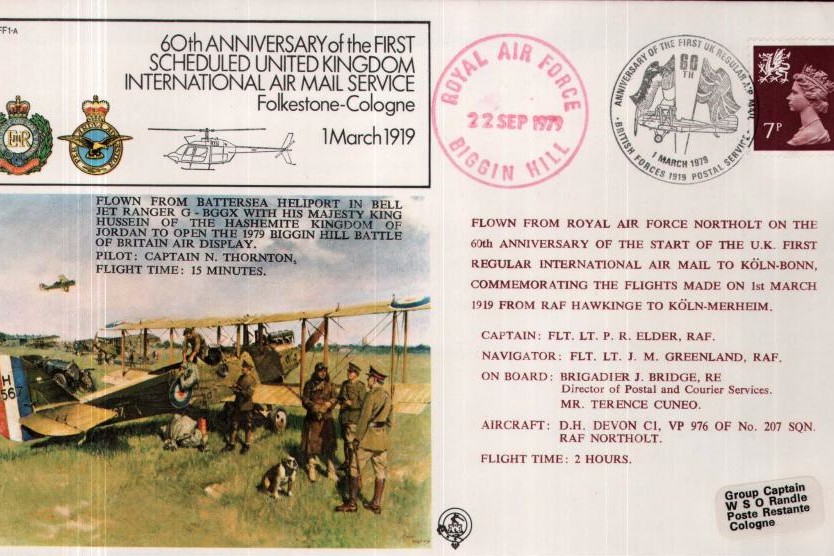 FF1-A
60th ANNIVERSARY of the FIRST
SCHEDULED UNITED KINGDOM
INTERNATIONAL AIR MAIL SERVICE
Folkestone-Cologne
1 March 1919
E II R
ROYAL AIR FORCE
22 SEP 1979
BIGGIN HILL
ANNIVERSARY OF THE FIRST UK REGULAR AIR MAIL
60
TH
1 MARCH 1979
BRITISH FORCES 1919 POSTAL SERVICE
7P
FLOWN FROM BATTERSEA HELIPORT IN BELL
JET RANGER G - BGGX WITH HIS MAJESTY KING
HUSSEIN OF THE HASHEMITE KINGDOM OF
JORDAN TO OPEN THE 1979 BIGGIN HILL BATTLE
OF BRITAIN AIR DISPLAY.
PILOT: CAPTAIN N. THORNTON,
FLIGHT TIME: 15 MINUTES.
H
567
FLOWN FROM ROYAL AIR FORCE NORTHOLT ON THE
60th ANNIVERSARY OF THE START OF THE U.K. FIRST
REGULAR INTERNATIONAL AIR MAIL TO KÖLN-BONN,
COMMEMORATING THE FLIGHTS MADE ON 1st MARCH
1919 FROM RAF HAWKINGE TO KÖLN-MERHEIM.
CAPTAIN: FLT. LT. P. R. ELDER, RAF.
NAVIGATOR: FLT. LT. J. M. GREENLAND, RAF.
ON BOARD: BRIGADIER J. BRIDGE, RE
Director of Postal and Courier Services.
MR. TERENCE CUNEO.
AIRCRAFT: D.H. DEVON C1, VP 976 OF No. 207 SQN.
RAF NORTHOLT.
FLIGHT TIME: 2 HOURS.
Group Captain
W S O Randle
Poste Restante
Cologne